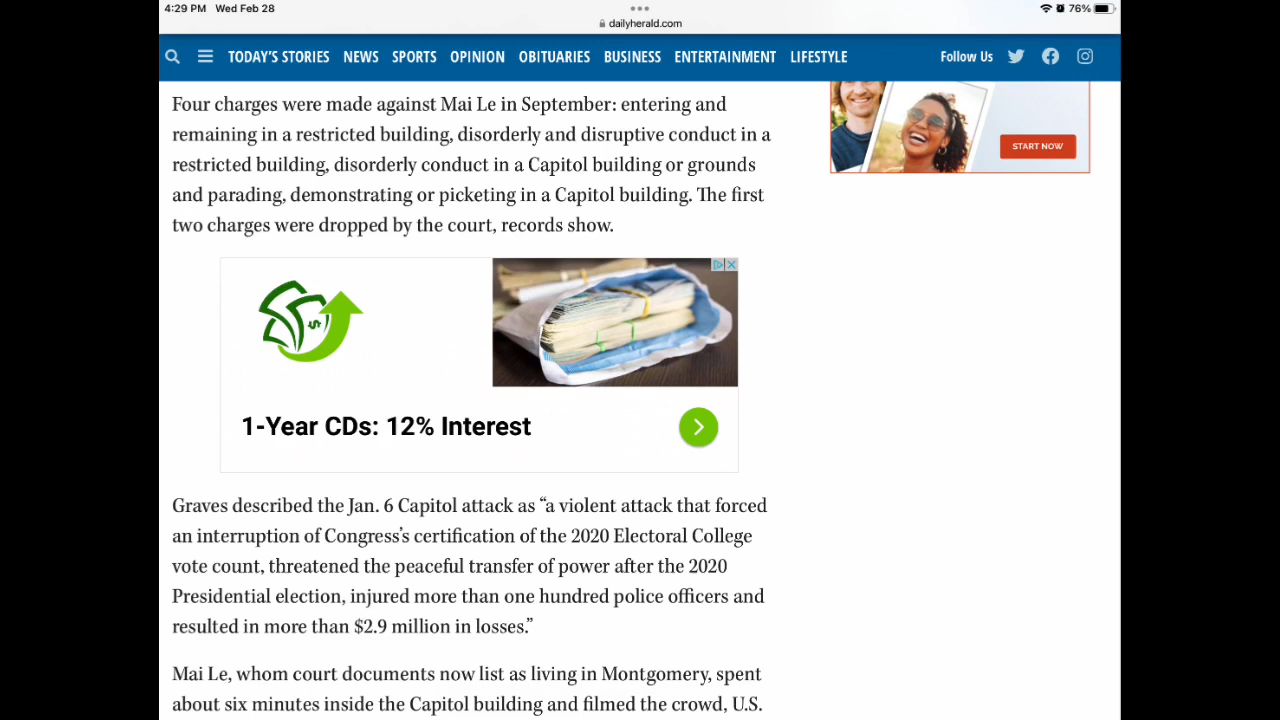 4:29 PM Wed Feb 28
76%
dailyherald.com
TODAY'S STORIES NEWS SPORTS OPINION OBITUARIES BUSINESS ENTERTAINMENT LIFESTYLE Follow Us
Four charges were made against Mai Le in September: entering and
remaining in a restricted building, disorderly and disruptive conduct in a
restricted building, disorderly conduct in a Capitol building or grounds
and parading, demonstrating or picketing in a Capitol building. The first
two charges were dropped by the court, records show.
START NOW
$
1-Year CDs: 12% Interest
Graves described the Jan. 6 Capitol attack as “a violent attack that forced
an interruption of Congress’s certification of the 2020 Electoral College
vote count, threatened the peaceful transfer of power after the 2020
Presidential election, injured more than one hundred police officers and
resulted in more than $2.9 million in losses.”
Mai Le, whom court documents now list as living in Montgomery, spent
about six minutes inside the Capitol building and filmed the crowd, U.S.